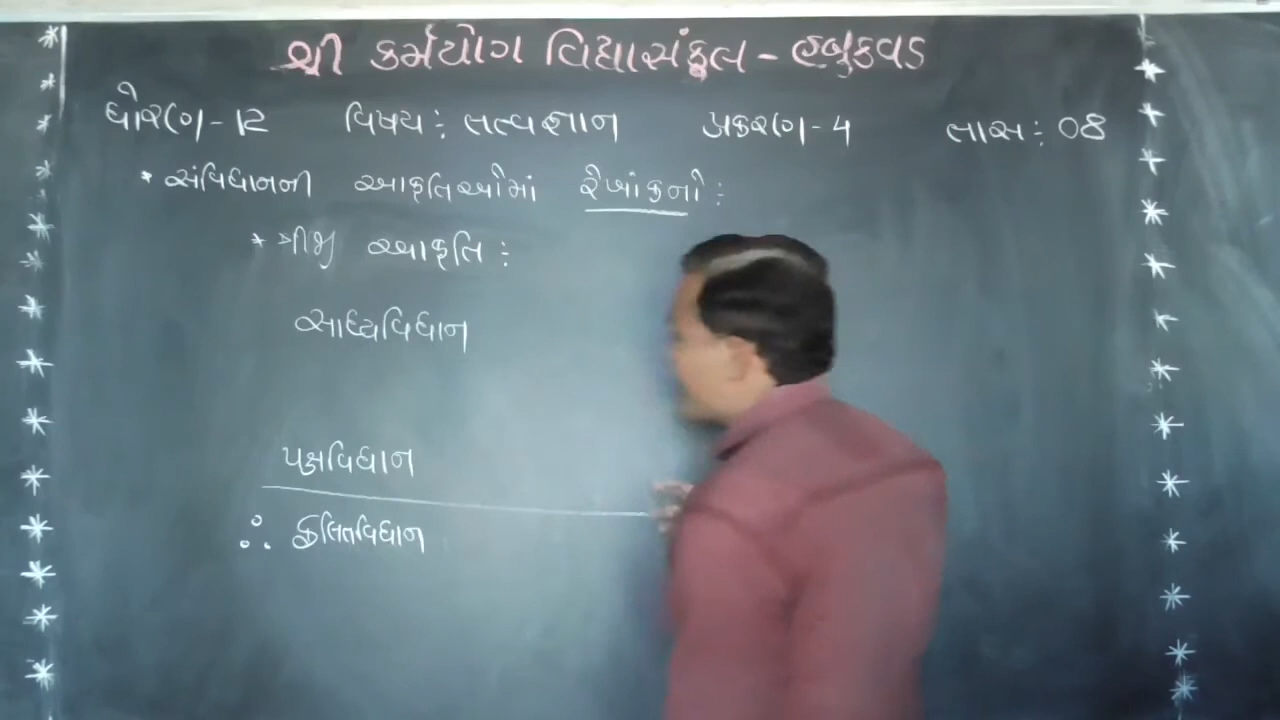 શ્રી કર્મયોગ વિદ્યાસંકુલ - હબુકવડ
ધોરણ - 12 વિષય : તત્વજ્ઞાન પ્રકરણ - 4 તાસ : 08
* સંવિધાનની આકૃતિઓમાં રેખાંકનો :
* ત્રીજી આકૃતિ :
સાધ્યવિધાન
પક્ષવિધાન
∴ ફલિતવિધાન